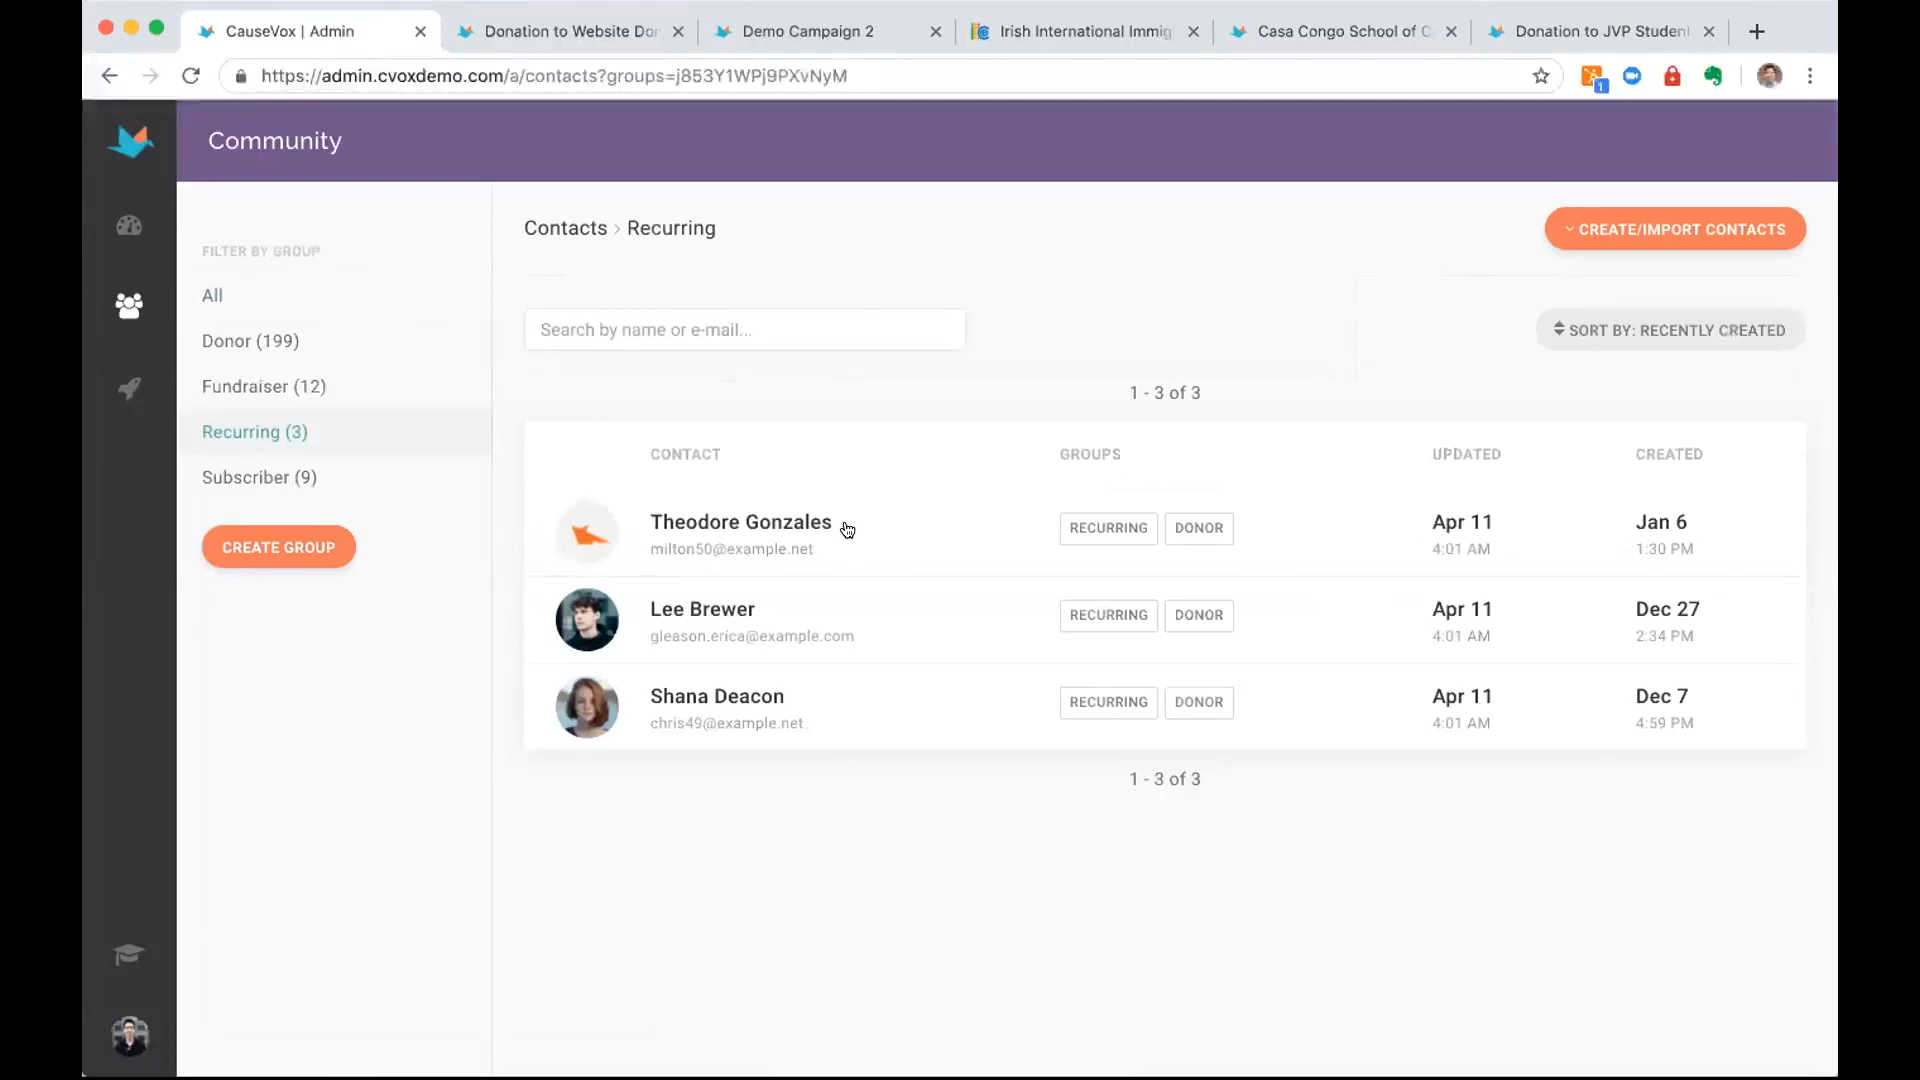 CauseVox | Admin
Donation to Website Do
Demo Campaign 2
Irish International Immig
Casa Congo School of C
Donation to JVP Student
https://admin.cvoxdemo.com/a/contacts?groups=j853Y1WPj9PXvNyM
1
Community
FILTER BY GROUP
All
Donor (199)
Fundraiser (12)
Recurring (3)
Subscriber (9)
CREATE GROUP
Contacts › Recurring
CREATE/IMPORT CONTACTS
Search by name or e-mail...
SORT BY: RECENTLY CREATED
1 - 3 of 3
CONTACT GROUPS UPDATED CREATED
Theodore Gonzales RECURRING DONOR Apr 11 Jan 6
milton50@example.net 4:01 AM 1:30 PM
Lee Brewer RECURRING DONOR Apr 11 Dec 27
gleason.erica@example.com 4:01 AM 2:34 PM
Shana Deacon RECURRING DONOR Apr 11 Dec 7
chris49@example.net 4:01 AM 4:59 PM
1 - 3 of 3